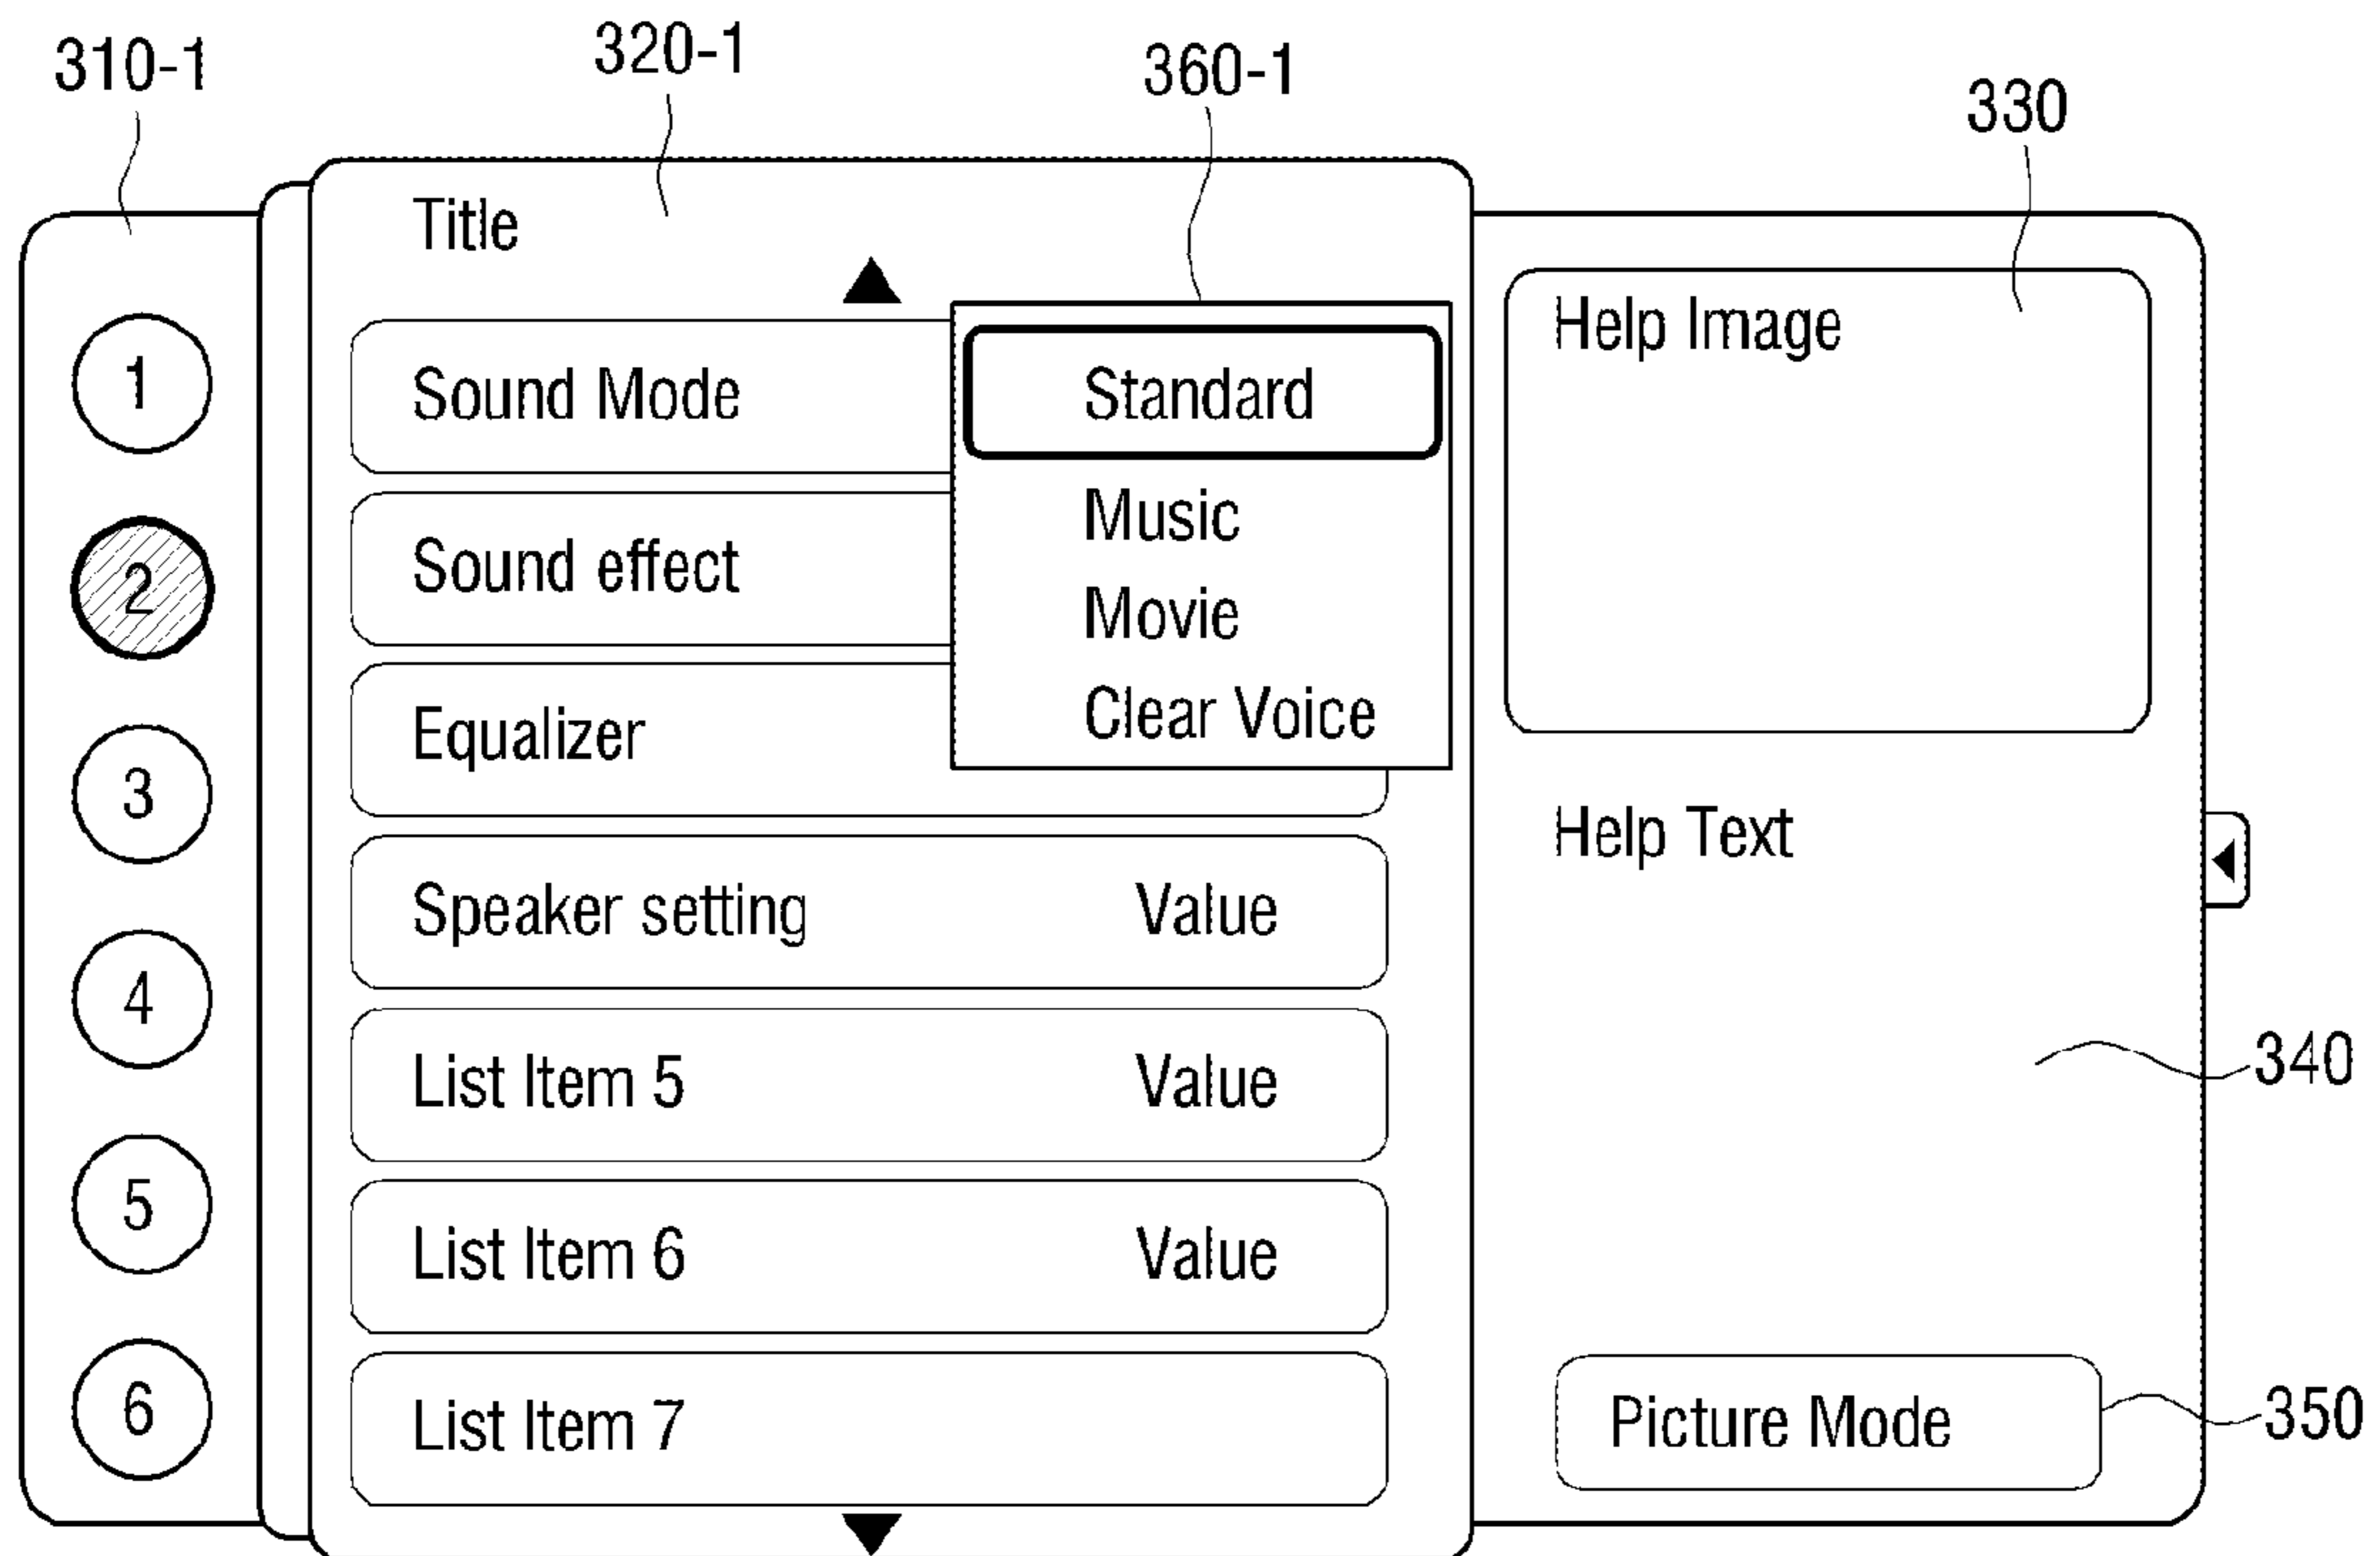 310-1
320-1
360-1
330
Title
1
2
3
4
5
6
Sound Mode
Sound effect
Equalizer
Speaker setting Value
List Item 5 Value
List Item 6 Value
List Item 7
Standard
Music
Movie
Clear Voice
Help Image
Help Text
340
Picture Mode
350